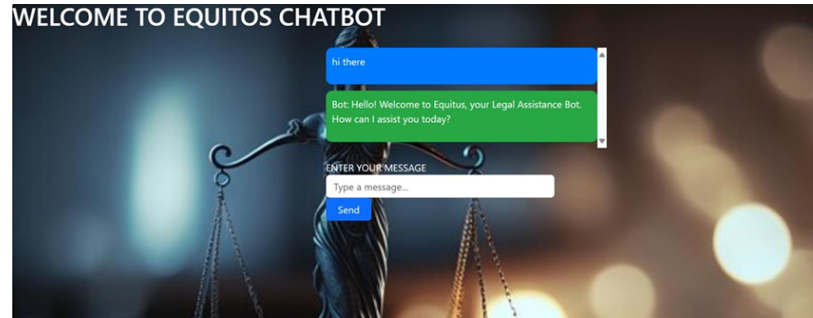 WELCOME TO EQUITOS CHATBOT
hi there
Bot: Hello! Welcome to Equitus, your Legal Assistance Bot.
How can I assist you today?
ENTER YOUR MESSAGE
Type a message...
Send